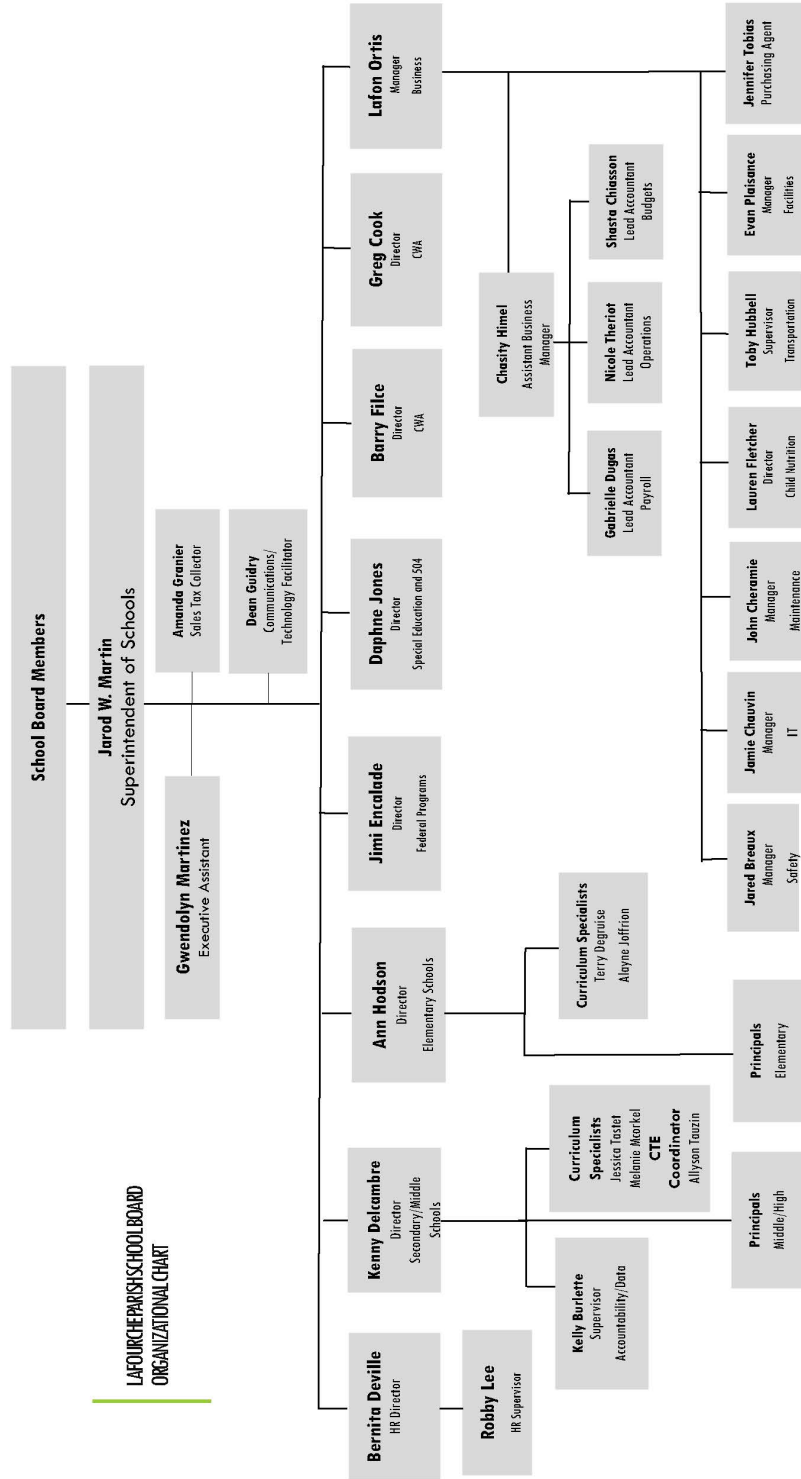 LAFOURCHE PARISH SCHOOL BOARD
ORGANIZATIONAL CHART
School Board Members
Jarod W. Martin
Superintendent of Schools
Gwendolyn Martinez
Executive Assistant
Amanda Granier
Sales Tax Collector
Dean Guidry
Communications/
Technology Facilitator
Bernita Deville
HR Director
Kenny Delcambre
Director
Secondary/Middle
Schools
Ann Hodson
Director
Elementary Schools
Jimi Encalade
Director
Federal Programs
Daphne Jones
Director
Special Education and 504
Barry Filce
Director
CWA
Greg Cook
Director
CWA
Lafon Ortis
Manager
Business
Robby Lee
HR Supervisor
Kelly Burlette
Supervisor
Accountability/Data
Curriculum
Specialists
Jessica Tastet
Melanie Mcorkel
CTE
Coordinator
Allyson Tauzin
Principals
Middle/High
Curriculum Specialists
Terry Degruise
Alayne Joffrion
Principals
Elementary
Chasity Himel
Assistant Business
Manager
Gabrielle Dugas
Lead Accountant
Payroll
Nicole Theriot
Lead Accountant
Operations
Shasta Chiasson
Lead Accountant
Budgets
Jared Breaux
Manager
Safety
Jamie Chauvin
Manager
IT
John Cheramie
Manager
Maintenance
Lauren Fletcher
Director
Child Nutrition
Toby Hubbell
Supervisor
Transportation
Evan Plaisance
Manager
Facilities
Jennifer Tobias
Purchasing Agent